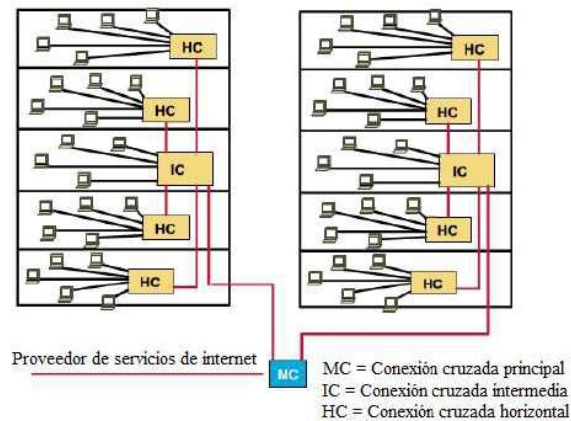 HC
HC
HC
HC
IC
IC
HC
HC
HC
HC
Proveedor de servicios de internet
MC
MC = Conexión cruzada principal
IC = Conexión cruzada intermedia
HC = Conexión cruzada horizontal